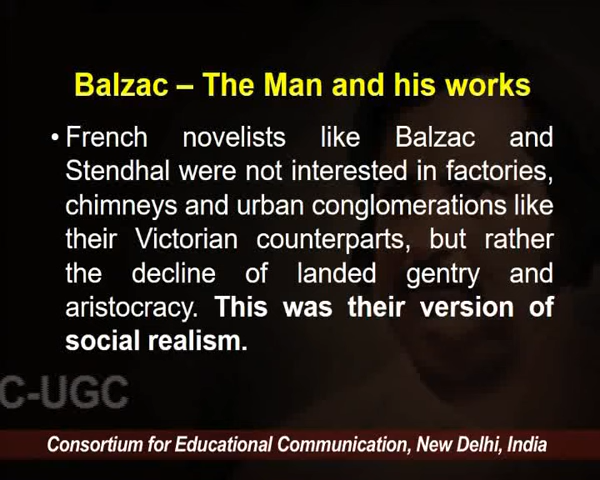 Balzac – The Man and his works
• French novelists like Balzac and
Stendhal were not interested in factories,
chimneys and urban conglomerations like
their Victorian counterparts, but rather
the decline of landed gentry and
aristocracy. This was their version of
social realism.
C-UGC
Consortium for Educational Communication, New Delhi, India